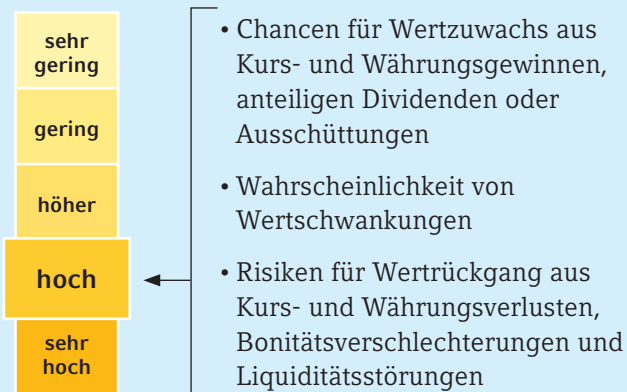 sehr
gering
gering
höher
hoch
sehr
hoch
• Chancen für Wertzuwachs aus
Kurs- und Währungsgewinnen,
anteiligen Dividenden oder
Ausschüttungen
• Wahrscheinlichkeit von
Wertschwankungen
• Risiken für Wertrückgang aus
Kurs- und Währungsverlusten,
Bonitätsverschlechterungen und
Liquiditätsstörungen